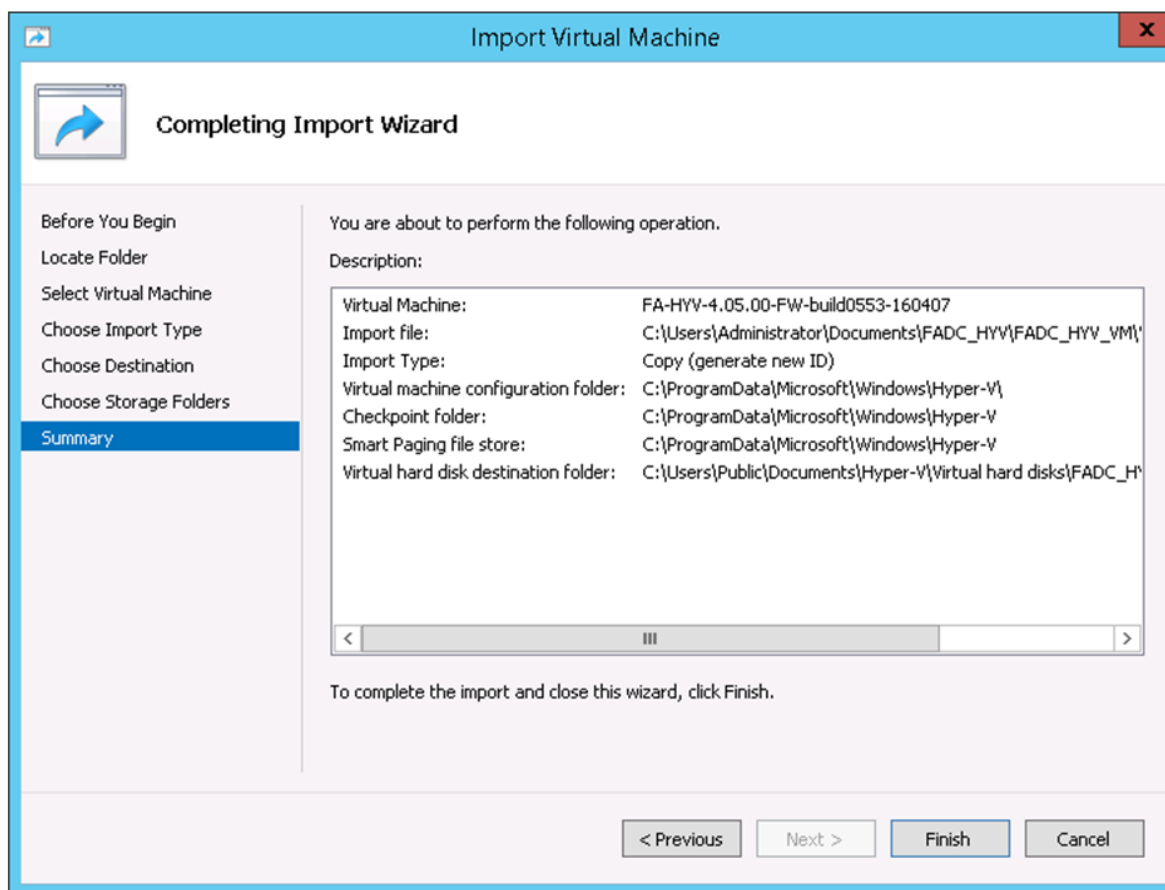 Import Virtual Machine
x
Completing Import Wizard
Before You Begin
Locate Folder
Select Virtual Machine
Choose Import Type
Choose Destination
Choose Storage Folders
Summary
You are about to perform the following operation.
Description:
Virtual Machine: FA-HYV-4.05.00-FW-build0553-160407
Import file: C:\Users\Administrator\Documents\FADC_HYV\FADC_HYV_VM\
Import Type: Copy (generate new ID)
Virtual machine configuration folder: C:\ProgramData\Microsoft\Windows\Hyper-V\
Checkpoint folder: C:\ProgramData\Microsoft\Windows\Hyper-V
Smart Paging file store: C:\ProgramData\Microsoft\Windows\Hyper-V
Virtual hard disk destination folder: C:\Users\Public\Documents\Hyper-V\Virtual hard disks\FADC_H
To complete the import and close this wizard, click Finish.
< Previous
Next >
Finish
Cancel